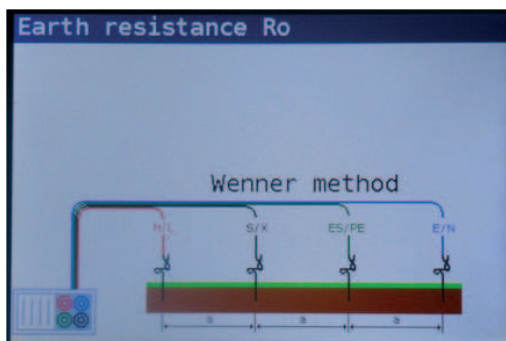 Earth resistance Ro
Wenner method
H/L S/X ES/PE E/N
a a a